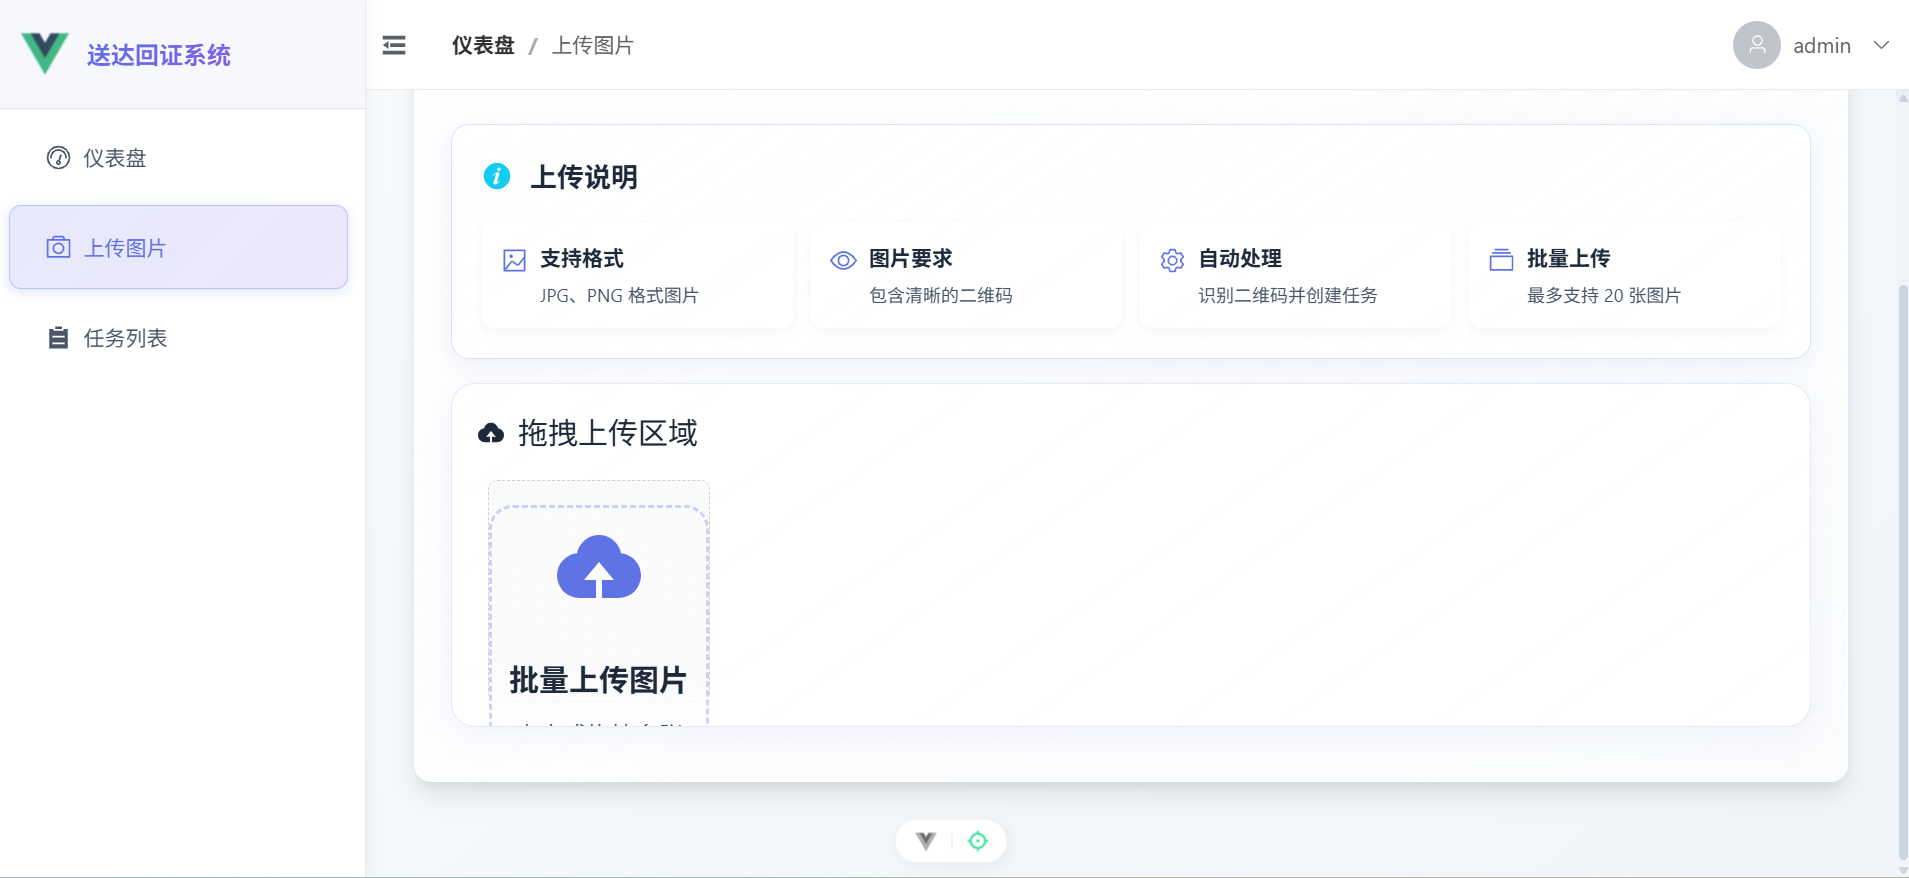 送达回证系统
仪表盘 / 上传图片
admin
仪表盘
上传图片
任务列表
上传说明
支持格式
JPG、PNG 格式图片
图片要求
包含清晰的二维码
自动处理
识别二维码并创建任务
批量上传
最多支持 20 张图片
拖拽上传区域
批量上传图片